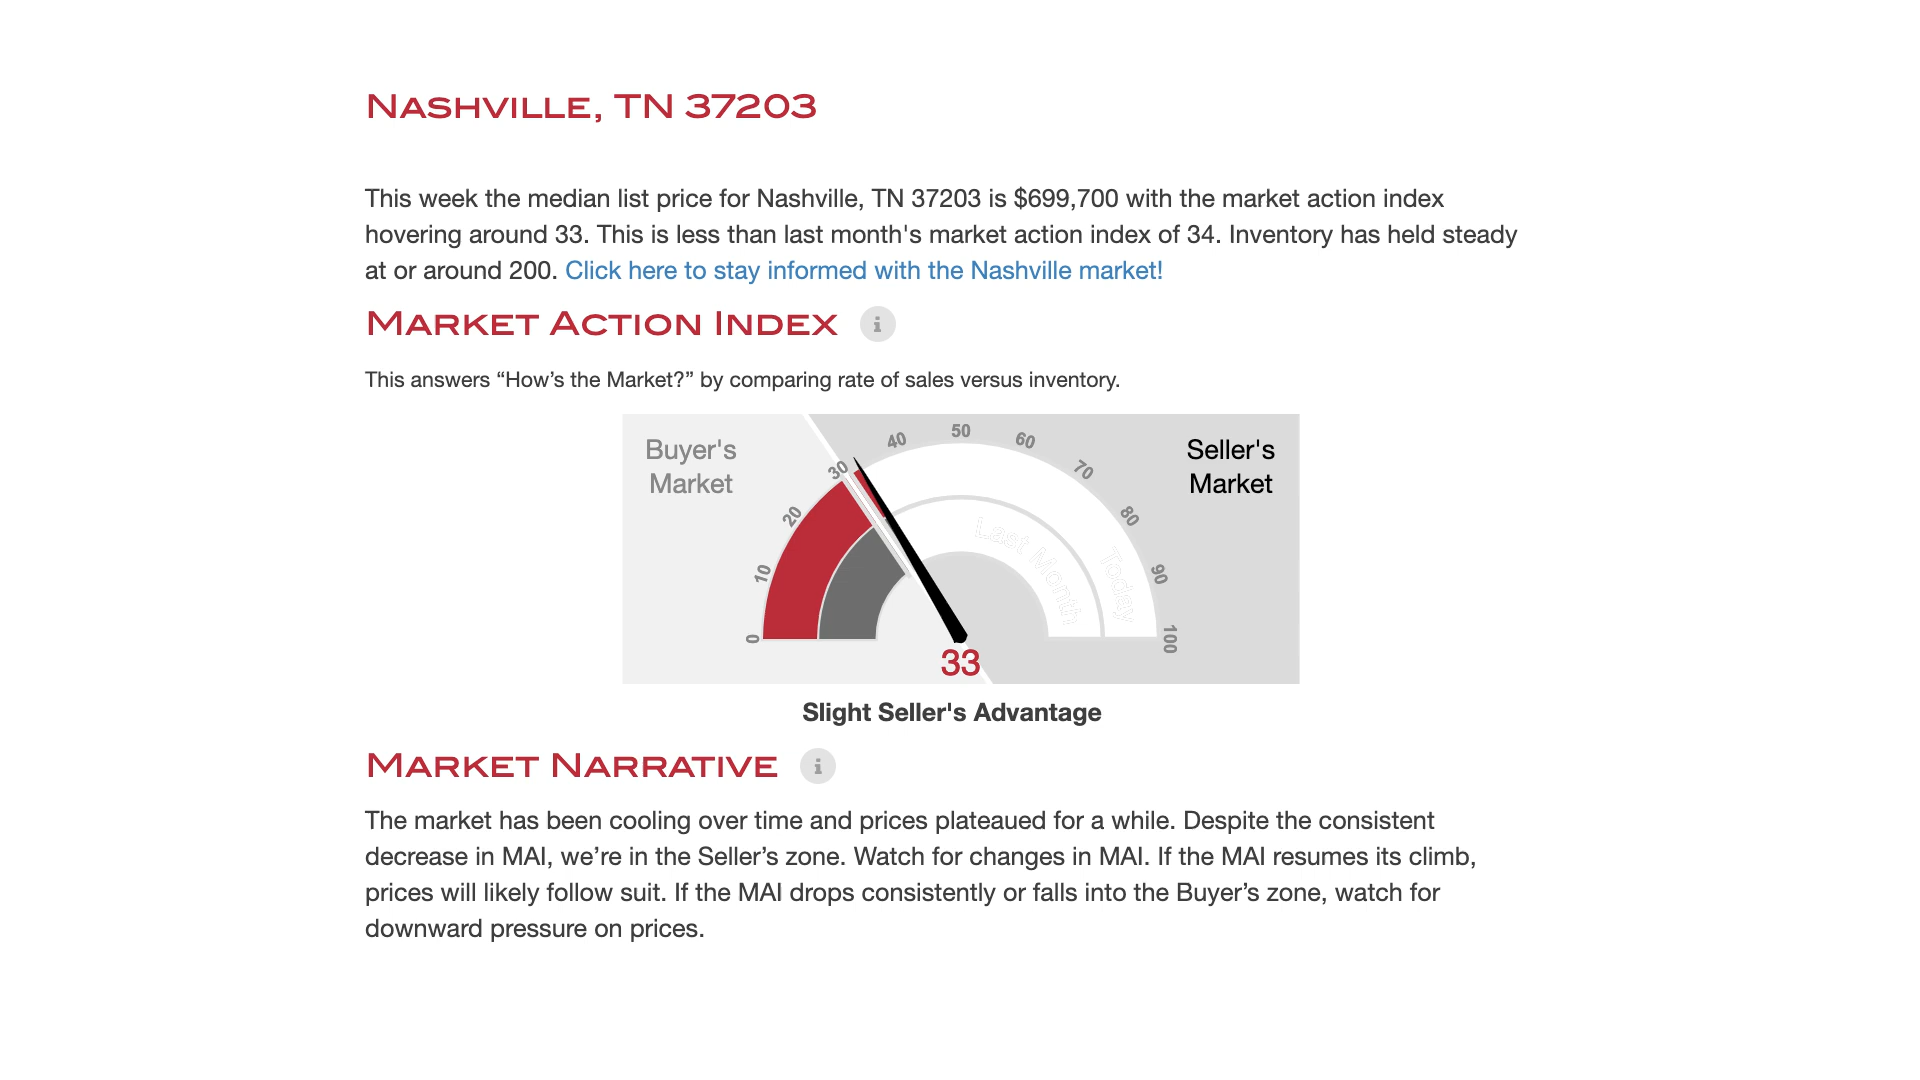 Nashville, TN 37203
This week the median list price for Nashville, TN 37203 is $699,700 with the market action index
hovering around 33. This is less than last month's market action index of 34. Inventory has held steady
at or around 200. Click here to stay informed with the Nashville market!
Market Action Index i
This answers “How’s the Market?” by comparing rate of sales versus inventory.
Buyer's
Market
Seller's
Market
0
10
20
30
40
50
60
70
80
90
100
Last Month
Today
33
Slight Seller's Advantage
Market Narrative i
The market has been cooling over time and prices plateaued for a while. Despite the consistent
decrease in MAI, we’re in the Seller’s zone. Watch for changes in MAI. If the MAI resumes its climb,
prices will likely follow suit. If the MAI drops consistently or falls into the Buyer’s zone, watch for
downward pressure on prices.